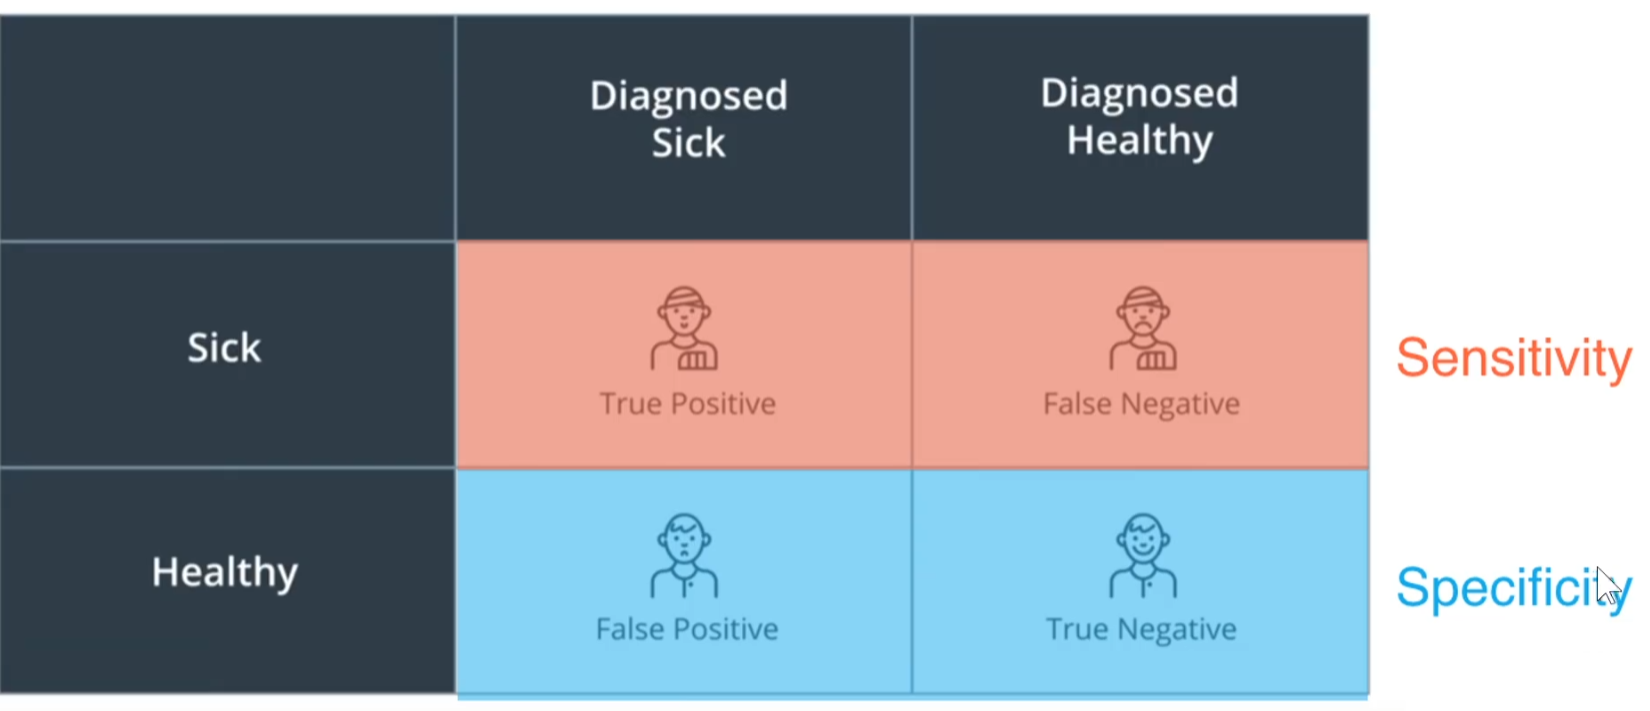 Diagnosed
Sick
Diagnosed
Healthy
Sick
True Positive
False Negative
Sensitivity
Healthy
False Positive
True Negative
Specificity